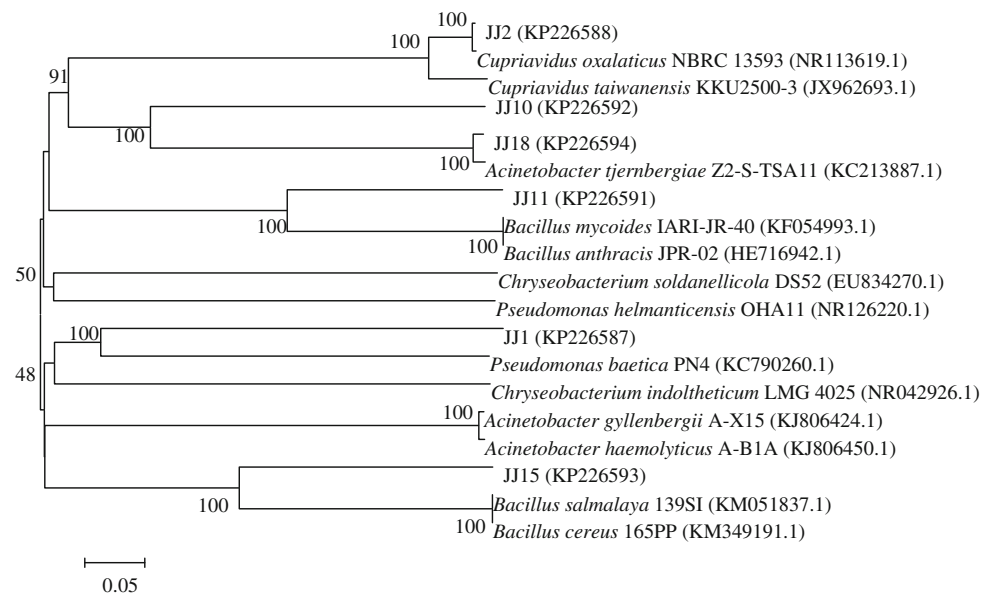 100
JJ2 (KP226588)
100
Cupriavidus oxalaticus NBRC 13593 (NR113619.1)
91
Cupriavidus taiwanensis KKU2500-3 (JX962693.1)
JJ10 (KP226592)
100
JJ18 (KP226594)
100
Acinetobacter tjernbergiae Z2-S-TSA11 (KC213887.1)
JJ11 (KP226591)
100
Bacillus mycoides IARI-JR-40 (KF054993.1)
100
Bacillus anthracis JPR-02 (HE716942.1)
50
Chryseobacterium soldanellicola DS52 (EU834270.1)
Pseudomonas helmanticensis OHA11 (NR126220.1)
100
JJ1 (KP226587)
Pseudomonas baetica PN4 (KC790260.1)
48
Chryseobacterium indoltheticum LMG 4025 (NR042926.1)
100
Acinetobacter gyllenbergii A-X15 (KJ806424.1)
Acinetobacter haemolyticus A-B1A (KJ806450.1)
JJ15 (KP226593)
100
Bacillus salmalaya 139SI (KM051837.1)
100
Bacillus cereus 165PP (KM349191.1)
0.05